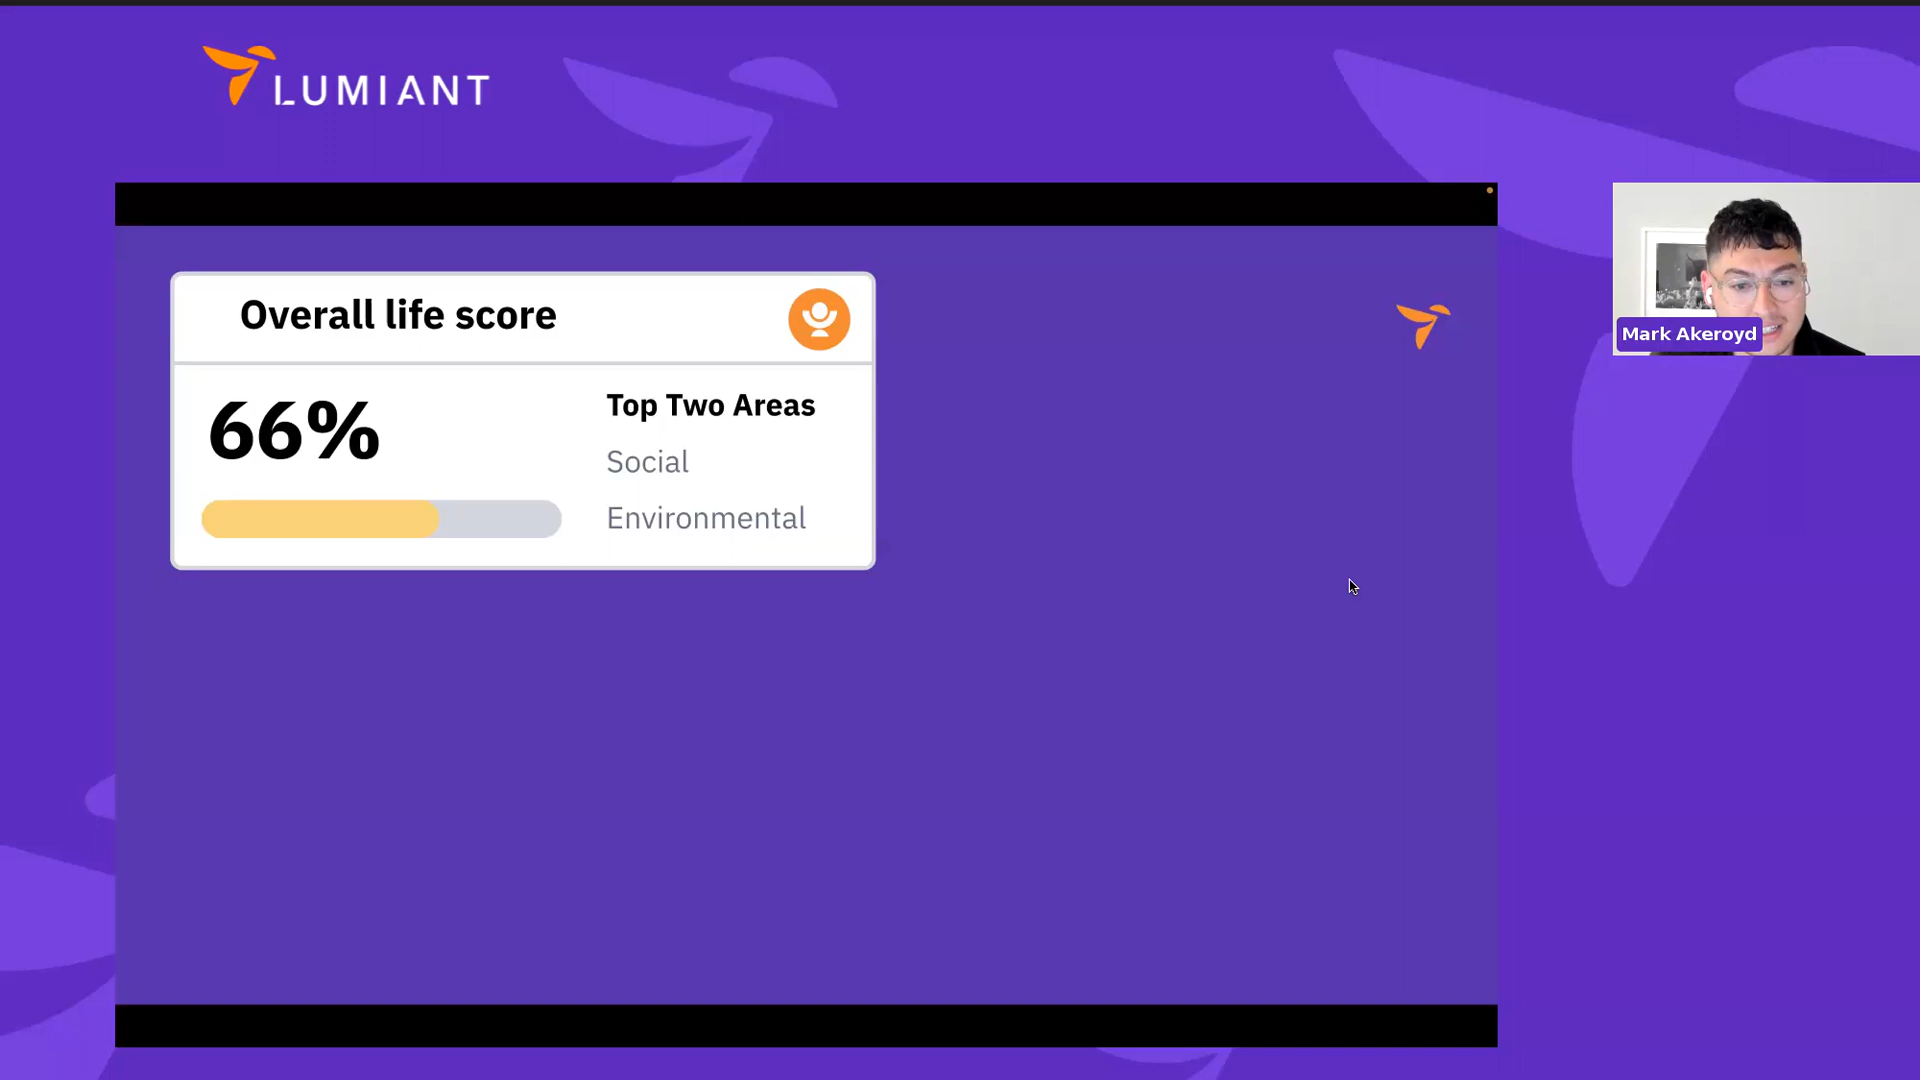 LUMIANT
Overall life score
66%
Top Two Areas
Social
Environmental
Mark Akeroyd